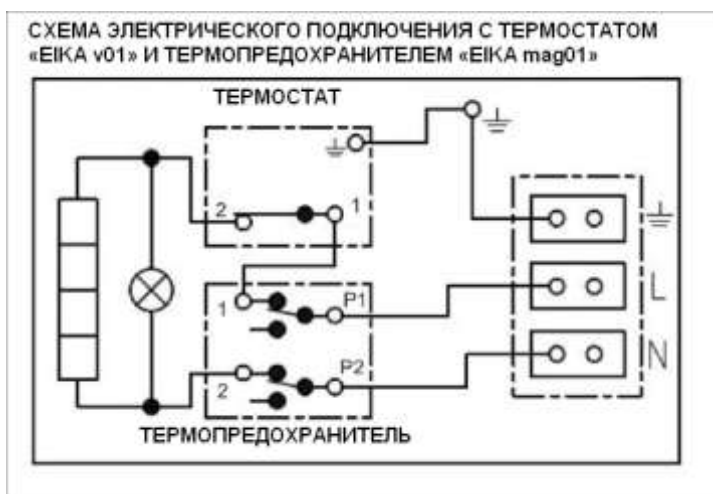 СХЕМА ЭЛЕКТРИЧЕСКОГО ПОДКЛЮЧЕНИЯ С ТЕРМОСТАТОМ
«EIKA v01» И ТЕРМОПРЕДОХРАНИТЕЛЕМ «EIKA mag01»
ТЕРМОСТАТ
2
1
1
P1
L
2
P2
N
ТЕРМОПРЕДОХРАНИТЕЛЬ